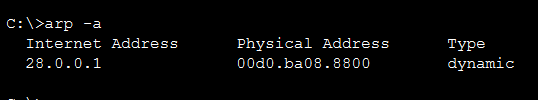 C:\>arp -a
Internet Address Physical Address Type
28.0.0.1 00d0.ba08.8800 dynamic